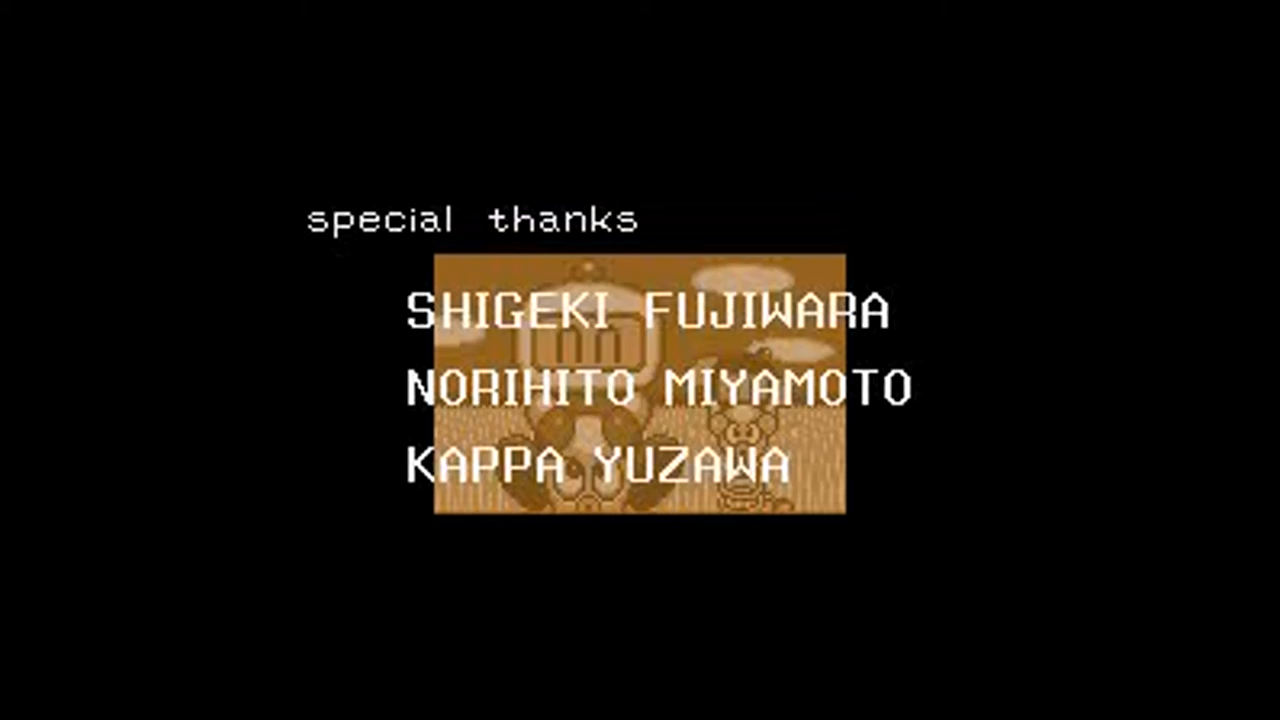 special thanks
SHIGEKI FUJIWARA
NORIHITO MIYAMOTO
KAPPA YUZAWA